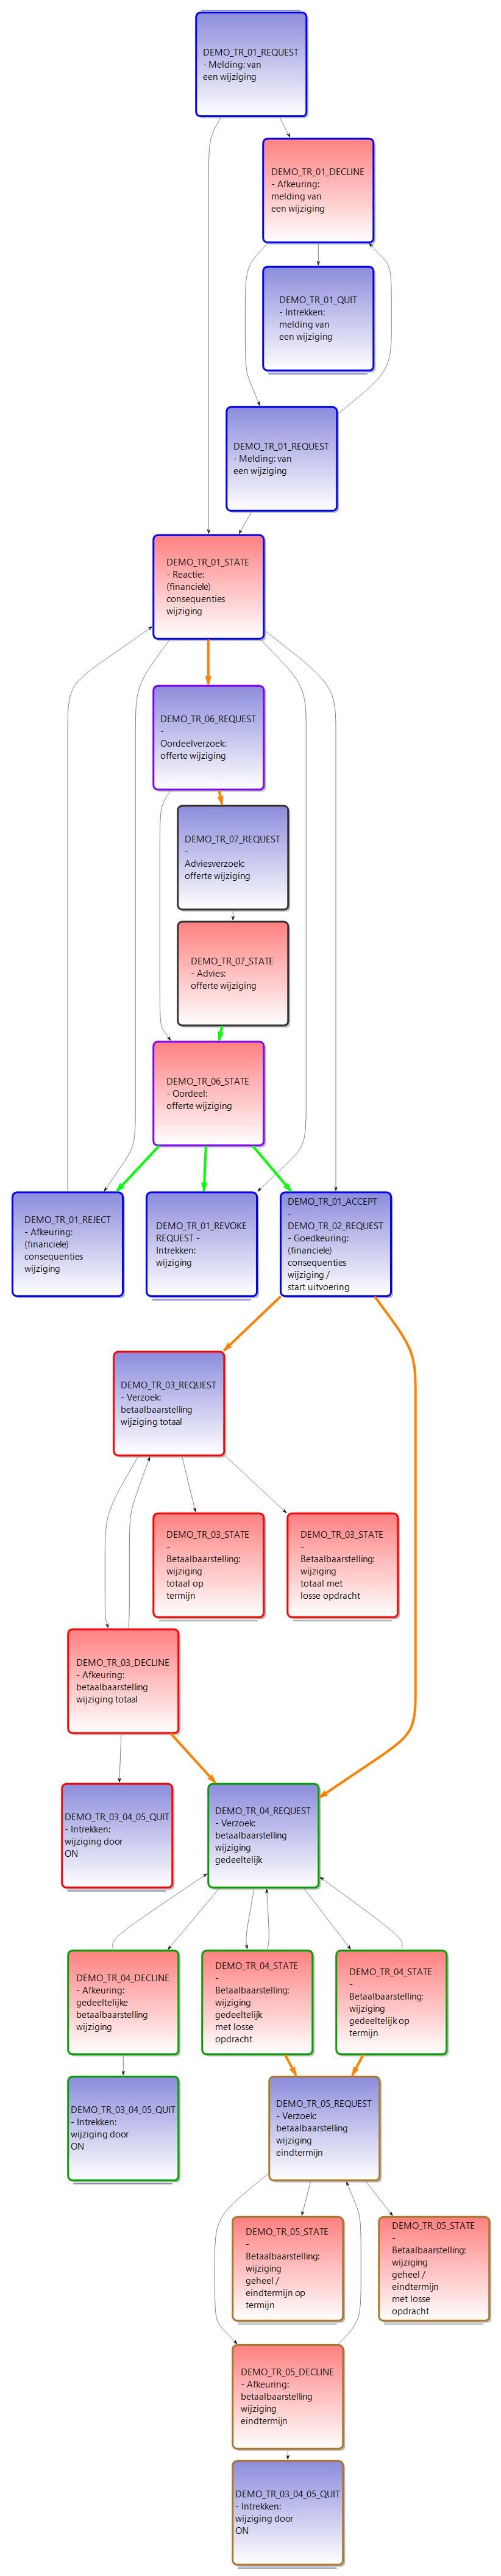 DEMO_TR_01_REQUEST
- Melding: van
een wijziging
DEMO_TR_01_DECLINE
- Afkeuring:
melding van
een wijziging
DEMO_TR_01_QUIT
- Intrekken:
melding van
een wijziging
DEMO_TR_01_REQUEST
- Melding: van
een wijziging
DEMO_TR_01_STATE
- Reactie:
(financiele)
consequenties
wijziging
DEMO_TR_06_REQUEST
-
Oordeelverzoek:
offerte wijziging
DEMO_TR_07_REQUEST
-
Adviesverzoek:
offerte wijziging
DEMO_TR_07_STATE
- Advies:
offerte wijziging
DEMO_TR_06_STATE
- Oordeel:
offerte wijziging
DEMO_TR_01_REJECT
- Afkeuring:
(financiele)
consequenties
wijziging
DEMO_TR_01_REVOKE
REQUEST -
Intrekken:
wijziging
DEMO_TR_01_ACCEPT
-
DEMO_TR_02_REQUEST
- Goedkeuring:
(financiele)
consequenties
wijziging /
start uitvoering
DEMO_TR_03_REQUEST
- Verzoek:
betaalbaarstelling
wijziging totaal
DEMO_TR_03_STATE
-
Betaalbaarstelling:
wijziging
totaal op
termijn
DEMO_TR_03_STATE
-
Betaalbaarstelling:
wijziging
totaal met
losse opdracht
DEMO_TR_03_DECLINE
- Afkeuring:
betaalbaarstelling
wijziging totaal
DEMO_TR_03_04_05_QUIT
- Intrekken:
wijziging door
ON
DEMO_TR_04_REQUEST
- Verzoek:
betaalbaarstelling
wijziging
gedeeltelijk
DEMO_TR_04_DECLINE
- Afkeuring:
gedeeltelijke
betaalbaarstelling
wijziging
DEMO_TR_04_STATE
-
Betaalbaarstelling:
wijziging
gedeeltelijk
met losse
opdracht
DEMO_TR_04_STATE
-
Betaalbaarstelling:
wijziging
gedeeltelijk op
termijn
DEMO_TR_03_04_05_QUIT
- Intrekken:
wijziging door
ON
DEMO_TR_05_REQUEST
- Verzoek:
betaalbaarstelling
wijziging
eindtermijn
DEMO_TR_05_STATE
-
Betaalbaarstelling:
wijziging
geheel /
eindtermijn op
termijn
DEMO_TR_05_STATE
-
Betaalbaarstelling:
wijziging
geheel /
eindtermijn
met losse
opdracht
DEMO_TR_05_DECLINE
- Afkeuring:
betaalbaarstelling
wijziging
eindtermijn
DEMO_TR_03_04_05_QUIT
- Intrekken:
wijziging door
ON